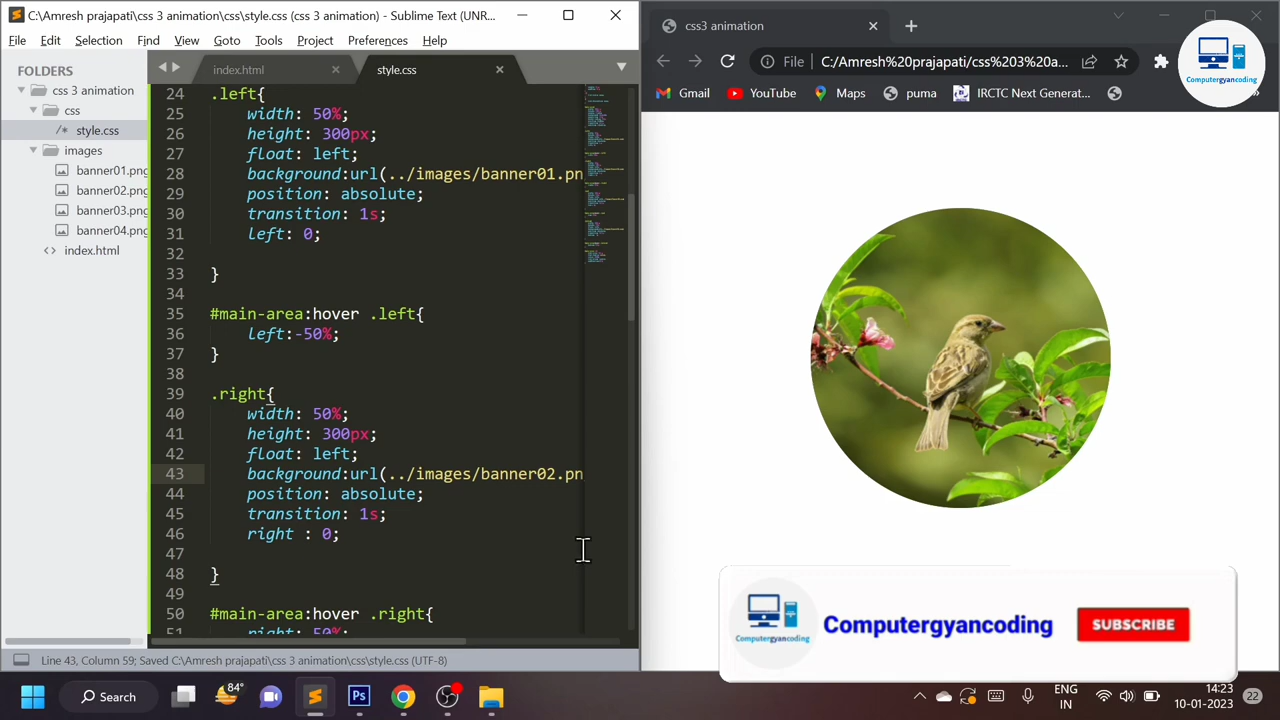 C:\Amresh prajapati\css 3 animation\css\style.css (css 3 animation) - Sublime Text (UNR...
File Edit Selection Find View Goto Tools Project Preferences Help
FOLDERS
css 3 animation
css
/* style.css
images
banner01.png
banner02.png
banner03.png
banner04.png
<> index.html
index.html
style.css
24 .left{
25 width: 50%;
26 height: 300px;
27 float: left;
28 background:url(../images/banner01.pn
29 position: absolute;
30 transition: 1s;
31 left: 0;
32
33 }
34
35 #main-area:hover .left{
36 left:-50%;
37 }
38
39 .right{
40 width: 50%;
41 height: 300px;
42 float: left;
43 background:url(../images/banner02.pn
44 position: absolute;
45 transition: 1s;
46 right : 0;
47
48 }
49
50 #main-area:hover .right{
51 right: 50%;
Line 43, Column 59; Saved C:\Amresh prajapati\css 3 animation\css\style.css (UTF-8)
css3 animation
File C:/Amresh%20prajapati/css%203%20a...
Gmail YouTube Maps puma IRCTC Next Generat...
Computergyancoding
Computergyancoding
Computergyancoding
SUBSCRIBE
Search
84°
Ps
ENG
IN
14:23
10-01-2023
22